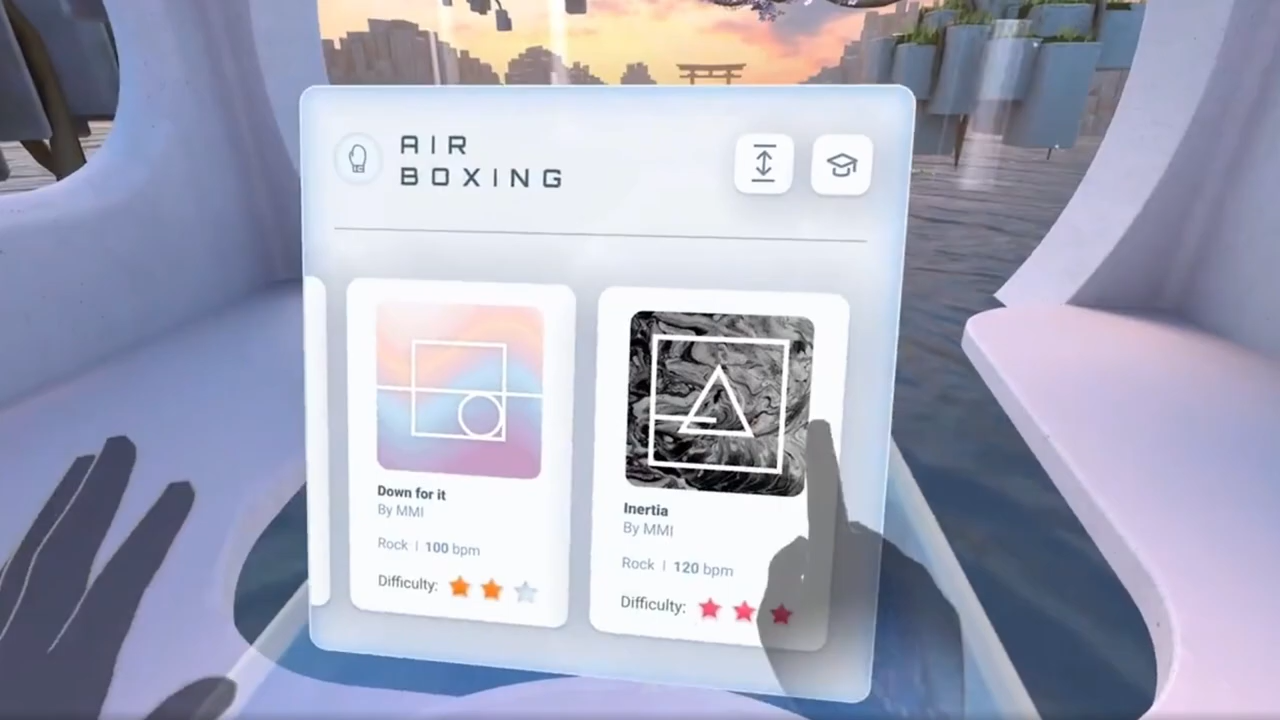 AIR
BOXING
Down for it
By MMI
Rock | 100 bpm
Difficulty:
Inertia
By MMI
Rock | 120 bpm
Difficulty: